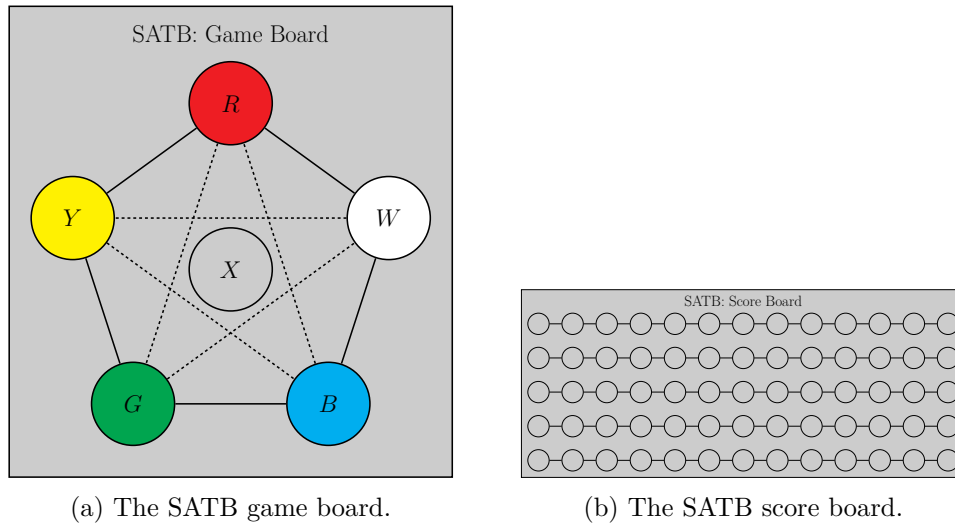 SATB: Game Board
R
Y
W
X
G
B
(a) The SATB game board.
SATB: Score Board
(b) The SATB score board.